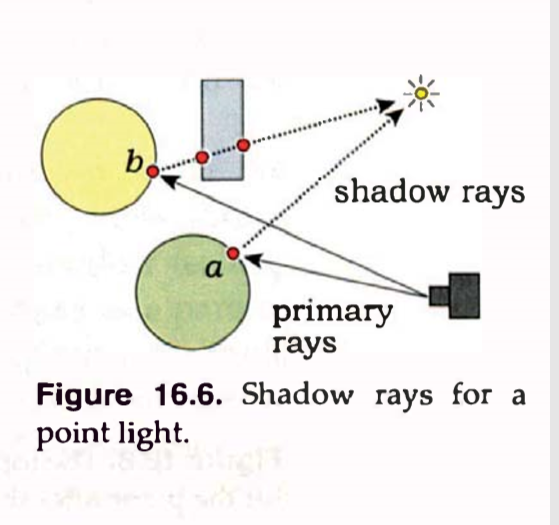 b
shadow rays
a
primary
rays
Figure 16.6. Shadow rays for a
point light.